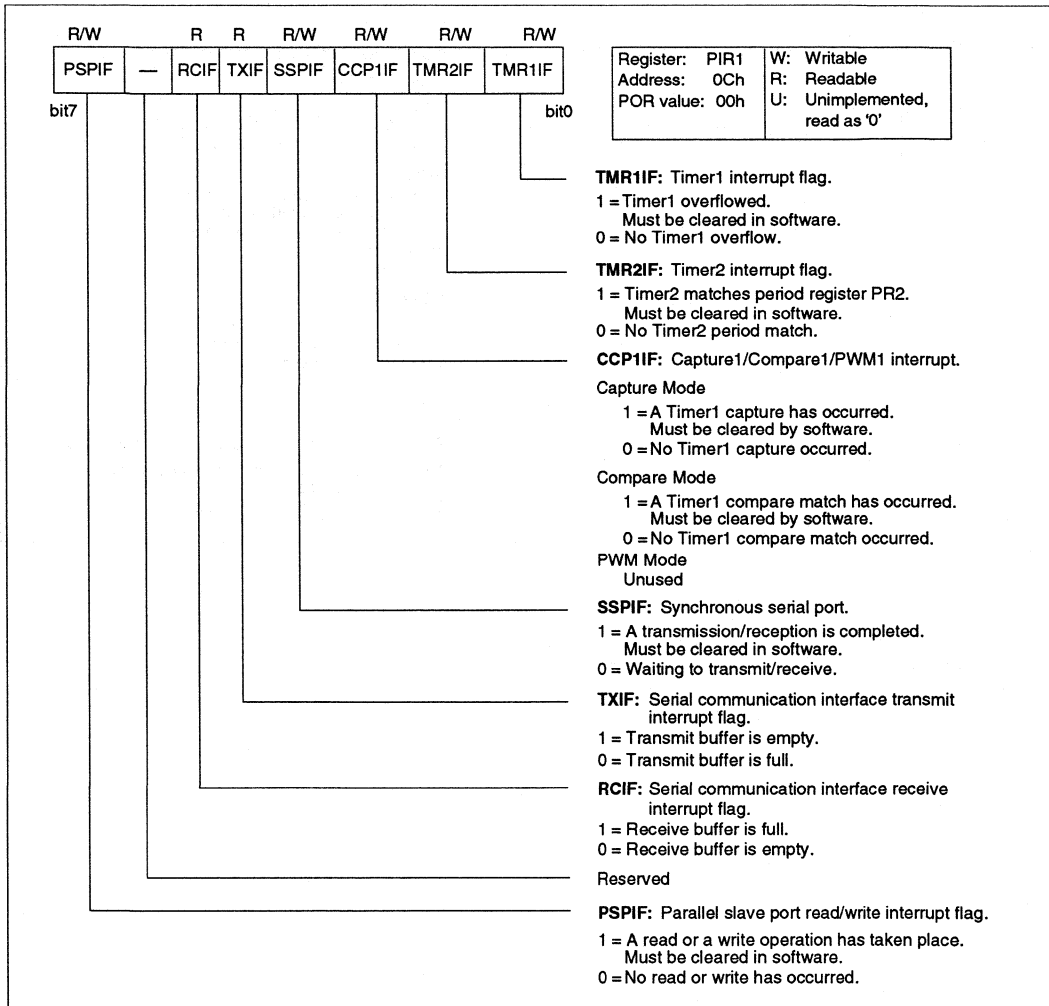 R/W R R R/W R/W R/W R/W
PSPIF — RCIF TXIF SSPIF CCP1IF TMR2IF TMR1IF
bit7 bit0
Register: PIR1
Address: 0Ch
POR value: 00h
W: Writable
R: Readable
U: Unimplemented,
read as '0'
TMR1IF: Timer1 interrupt flag.
1 = Timer1 overflowed.
Must be cleared in software.
0 = No Timer1 overflow.
TMR2IF: Timer2 interrupt flag.
1 = Timer2 matches period register PR2.
Must be cleared in software.
0 = No Timer2 period match.
CCP1IF: Capture1/Compare1/PWM1 interrupt.
Capture Mode
1 = A Timer1 capture has occurred.
Must be cleared by software.
0 = No Timer1 capture occurred.
Compare Mode
1 = A Timer1 compare match has occurred.
Must be cleared by software.
0 = No Timer1 compare match occurred.
PWM Mode
Unused
SSPIF: Synchronous serial port.
1 = A transmission/reception is completed.
Must be cleared in software.
0 = Waiting to transmit/receive.
TXIF: Serial communication interface transmit
interrupt flag.
1 = Transmit buffer is empty.
0 = Transmit buffer is full.
RCIF: Serial communication interface receive
interrupt flag.
1 = Receive buffer is full.
0 = Receive buffer is empty.
Reserved
PSPIF: Parallel slave port read/write interrupt flag.
1 = A read or a write operation has taken place.
Must be cleared in software.
0 = No read or write has occurred.